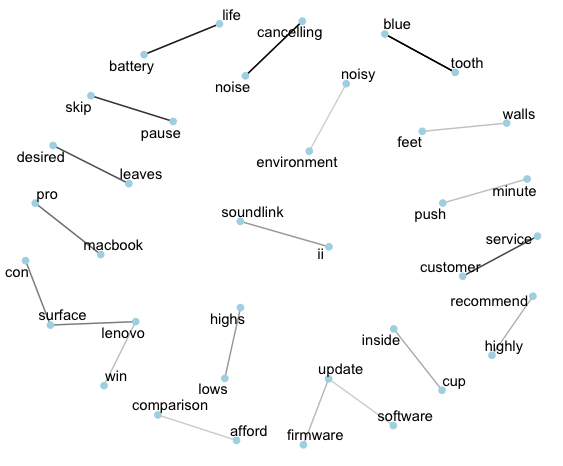 life
blue
cancelling
battery
tooth
noisy
noise
skip
walls
pause
feet
desired
environment
leaves
pro
minute
soundlink
push
macbook
service
ii
con
customer
surface
highs
recommend
lenovo
inside
highly
update
win
lows
cup
comparison
software
afford
firmware